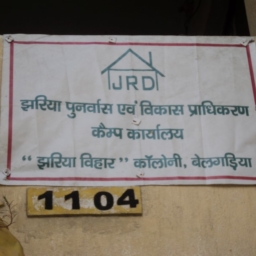 JRD
झरिया पुनर्वास एवं विकास प्राधिकरण
कैम्प कार्यालय
“ झरिया विहार ” कॉलोनी, बेलगड़िया
1104